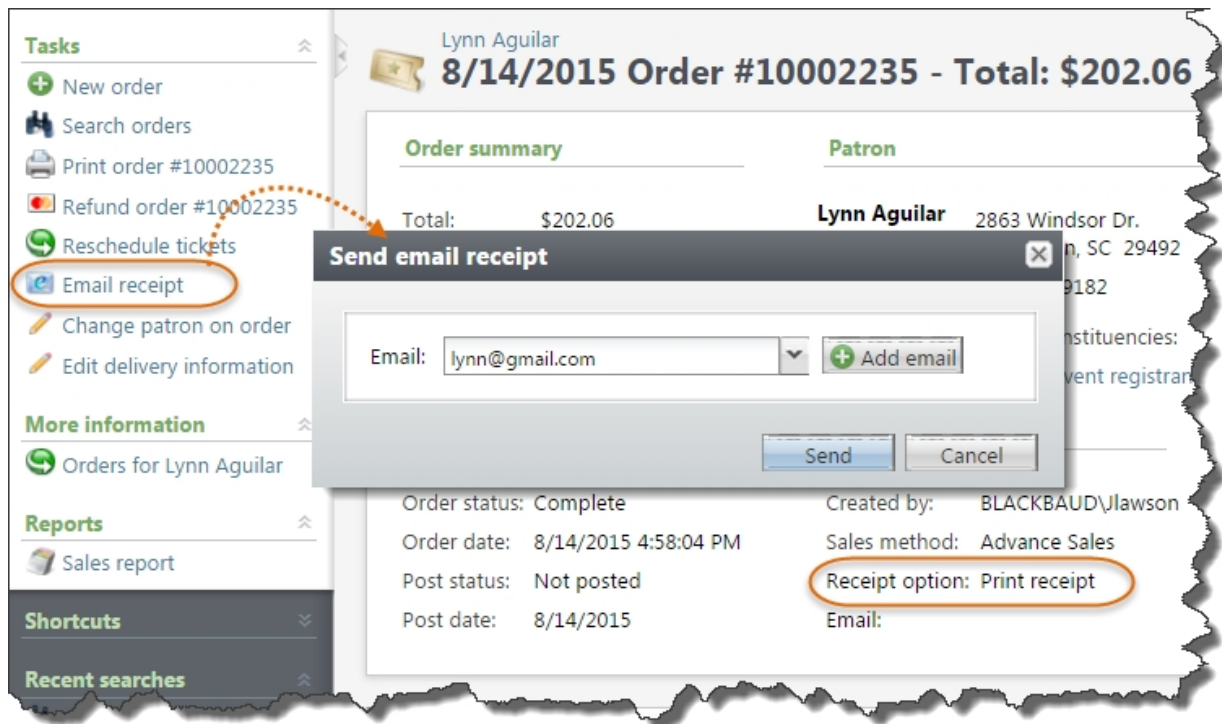 Tasks
New order
Search orders
Print order #10002235
Refund order #10002235
Reschedule tickets
Email receipt
Change patron on order
Edit delivery information
More information
Orders for Lynn Aguilar
Reports
Sales report
Shortcuts
Recent searches
Lynn Aguilar
8/14/2015 Order #10002235 - Total: $202.06
Order summary
Patron
Total: $202.06
Lynn Aguilar 2863 Windsor Dr.
SC 29492
9182
Send email receipt
Email: lynn@gmail.com Add email
Send Cancel
Order status: Complete
Order date: 8/14/2015 4:58:04 PM
Post status: Not posted
Post date: 8/14/2015
Created by: BLACKBAUD\Jlawson
Sales method: Advance Sales
Receipt option: Print receipt
Email: